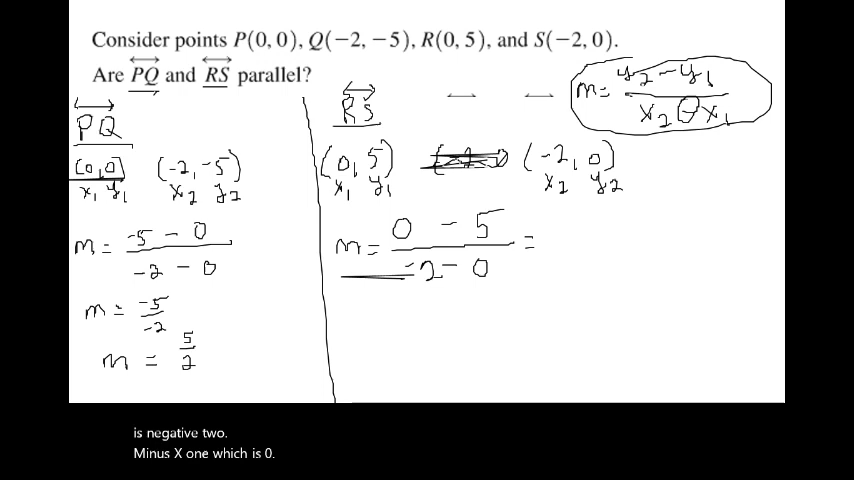 Consider points P(0, 0), Q(−2, −5), R(0, 5), and S(−2, 0).
Are PQ and RS parallel?
m = y₂ − y₁ / x₂ − x₁
PQ
(0,0) (-2, -5)
x₁ y₁ x₂ y₂
m = -5 - 0 / -2 - 0
m = -5 / -2
m = 5 / 2
RS
(0, 5) (-2, 0)
x₁ y₁ x₂ y₂
m = 0 - 5 / -2 - 0 =
is negative two.
Minus X one which is 0.